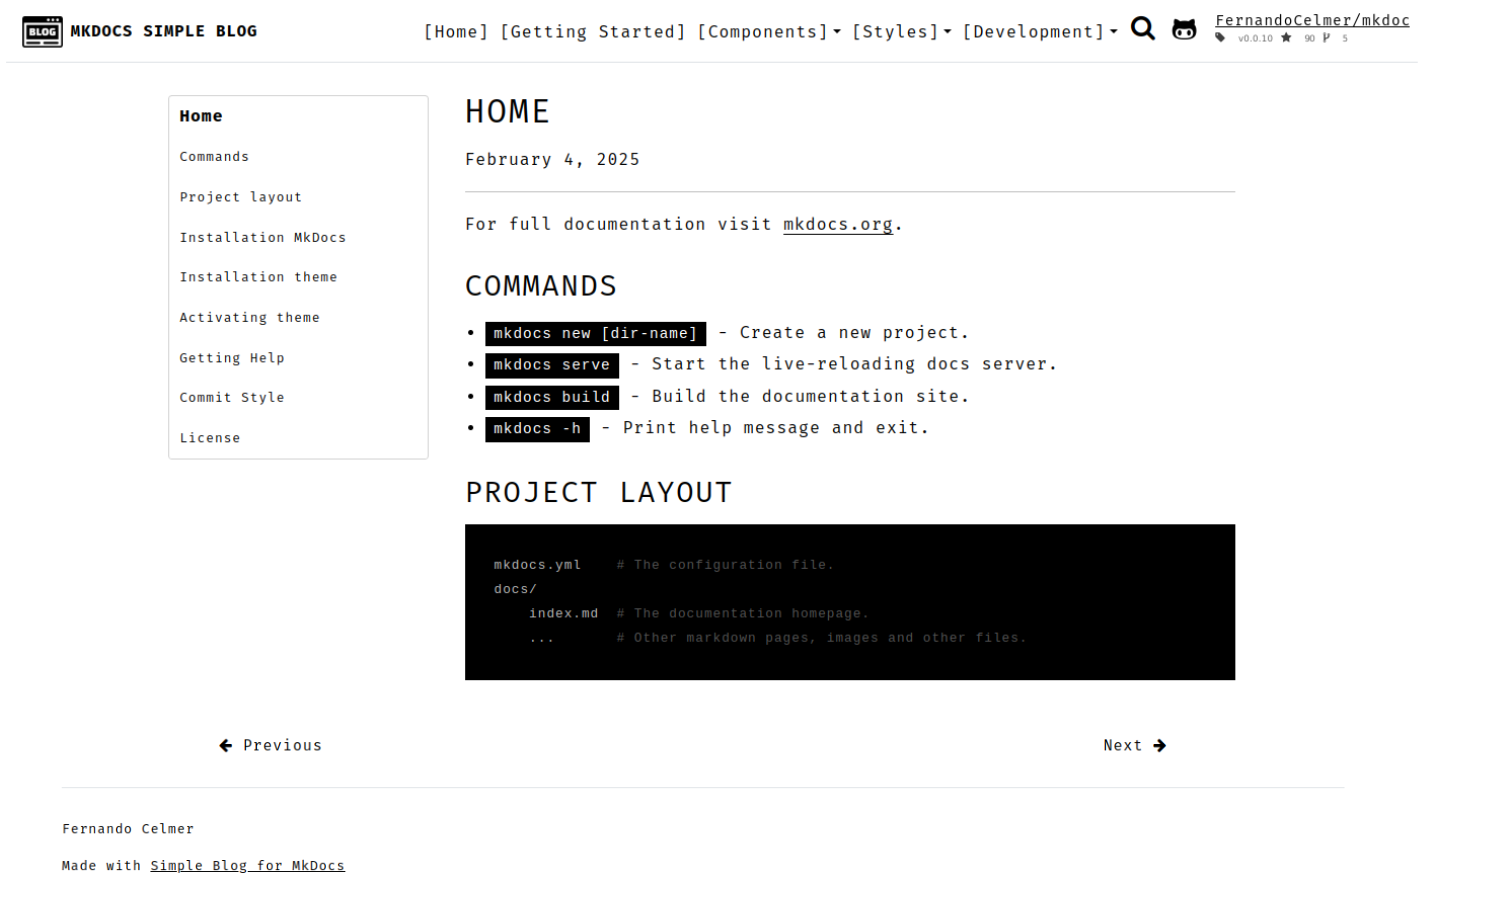 BLOG MKDOCS SIMPLE BLOG
[Home] [Getting Started] [Components] [Styles] [Development]
FernandoCelmer/mkdoc
v0.0.10 90 5
Home
Commands
Project layout
Installation MkDocs
Installation theme
Activating theme
Getting Help
Commit Style
License
HOME
February 4, 2025
For full documentation visit mkdocs.org.
COMMANDS
• mkdocs new [dir-name] - Create a new project.
• mkdocs serve - Start the live-reloading docs server.
• mkdocs build - Build the documentation site.
• mkdocs -h - Print help message and exit.
PROJECT LAYOUT
mkdocs.yml    # The configuration file.
docs/
    index.md  # The documentation homepage.
    ...       # Other markdown pages, images and other files.
Previous
Next
Fernando Celmer
Made with Simple Blog for MkDocs